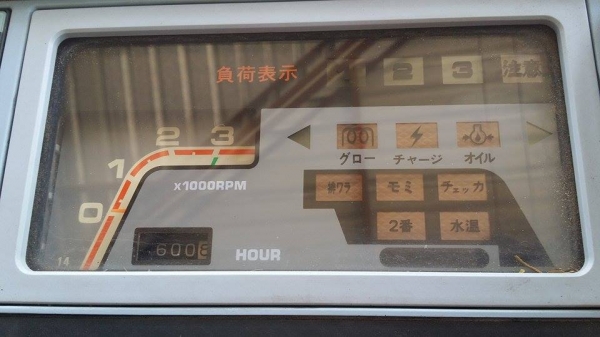 負荷表示 1 2 3 注意
グロー チャージ オイル
排ワラ モミ チェッカ
2番 水温
0 1 2 3
x1000RPM
6008 HOUR
14